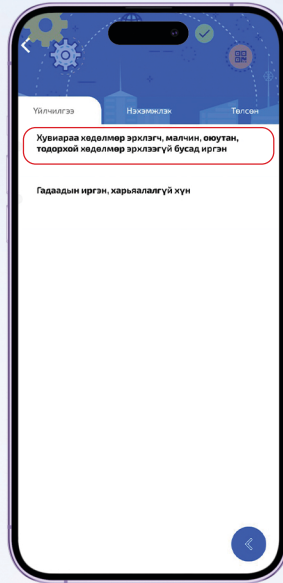 Үйлчилгээ Нэхэмжлэх Төлсөн
Хувиараа хөдөлмөр эрхлэгч, малчин, оюутан,
тодорхой хөдөлмөр эрхлээгүй бусад иргэн
Гадаадын иргэн, харьяалалгүй хүн